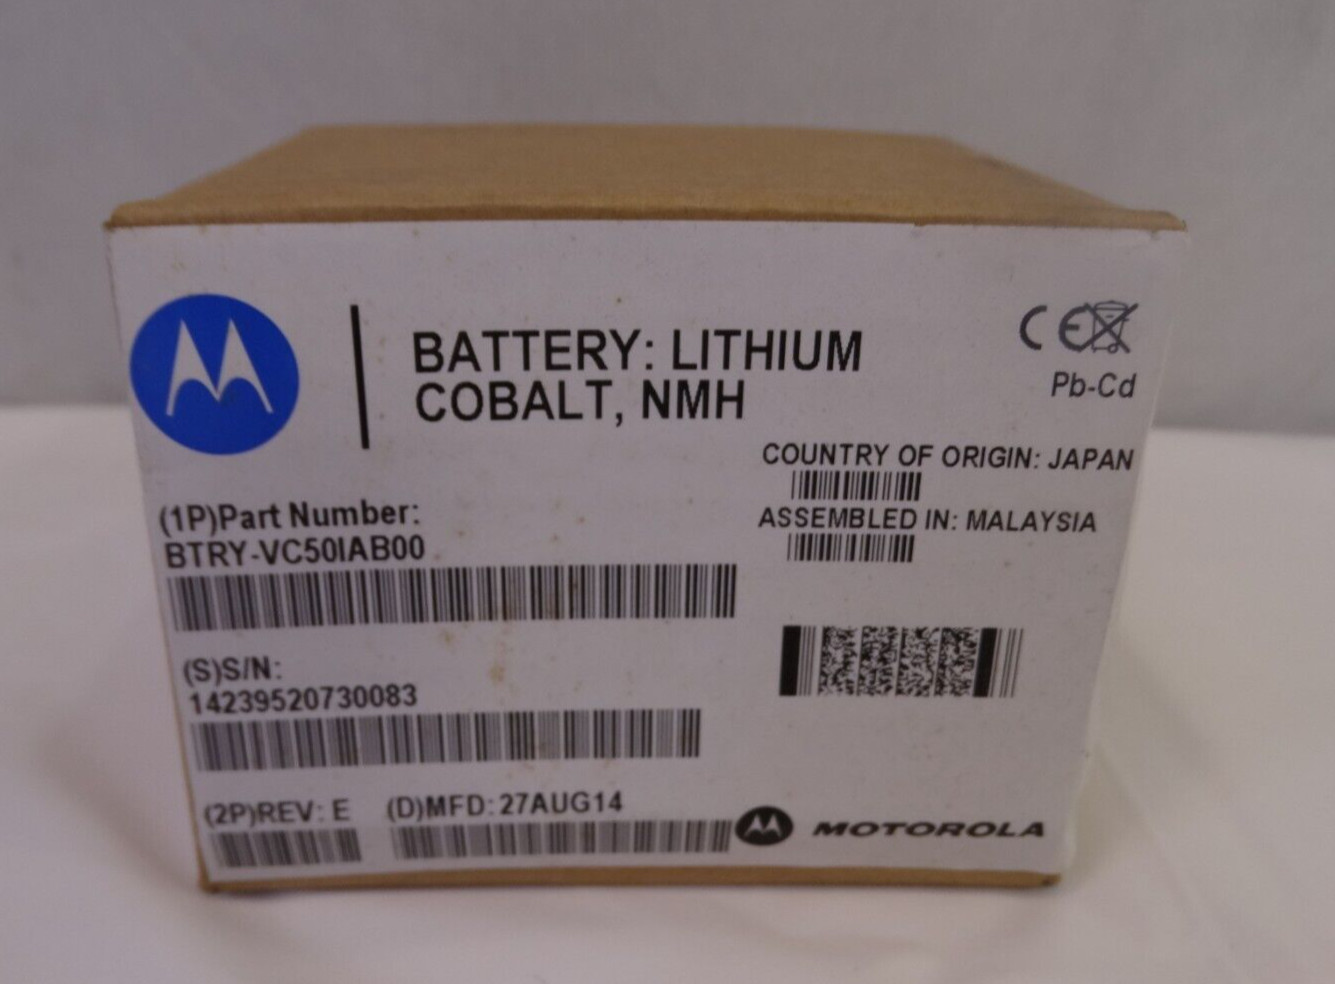 BATTERY: LITHIUM
COBALT, NMH
CE
Pb-Cd
COUNTRY OF ORIGIN: JAPAN
ASSEMBLED IN: MALAYSIA
(1P)Part Number:
BTRY-VC50IAB00
(S)S/N:
14239520730083
(2P)REV: E (D)MFD: 27AUG14
MOTOROLA